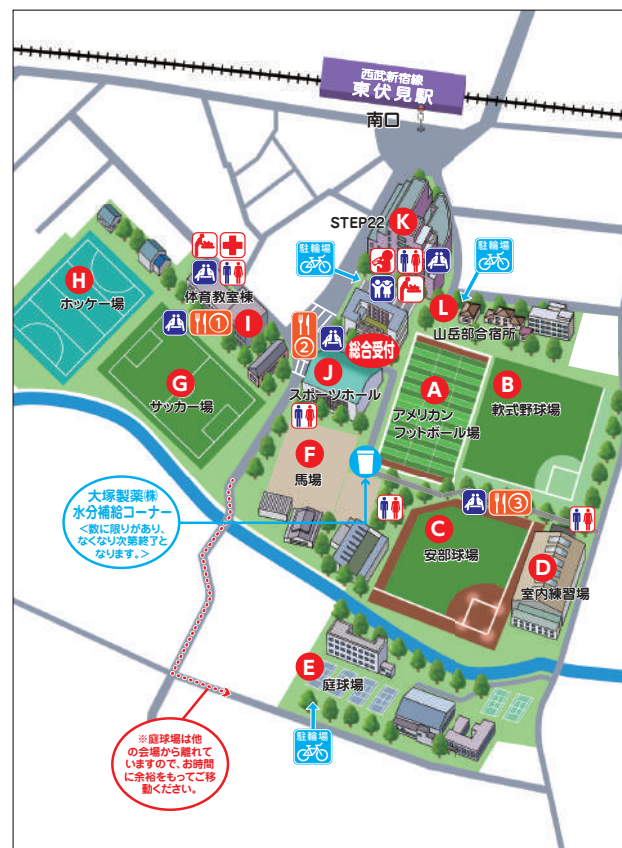 西武新宿線
東伏見駅
南口
STEP22
K
駐輪場
駐輪場
H
ホッケー場
体育教室棟
①
I
②
総合受付
L
山岳部合宿所
G
サッカー場
J
スポーツホール
A
アメリカン
フットボール場
B
軟式野球場
F
馬場
大塚製薬㈱
水分補給コーナー
<数に限りがあり、
なくなり次第終了と
なります。>
③
C
安部球場
D
室内練習場
E
庭球場
駐輪場
※庭球場は他
の会場から離れて
いますので、お時間
に余裕をもってご移
動ください。